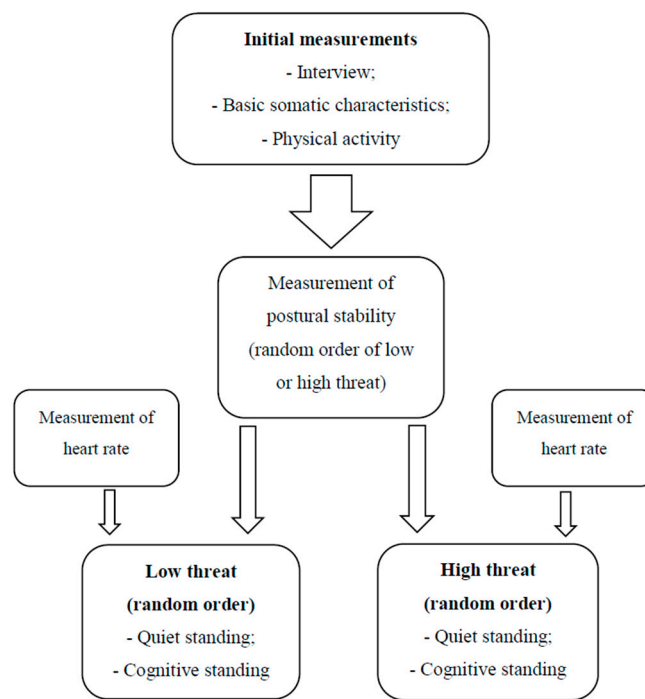 Initial measurements
- Interview;
- Basic somatic characteristics;
- Physical activity
Measurement of
postural stability
(random order of low
or high threat)
Measurement of
heart rate
Measurement of
heart rate
Low threat
(random order)
- Quiet standing;
- Cognitive standing
High threat
(random order)
- Quiet standing;
- Cognitive standing